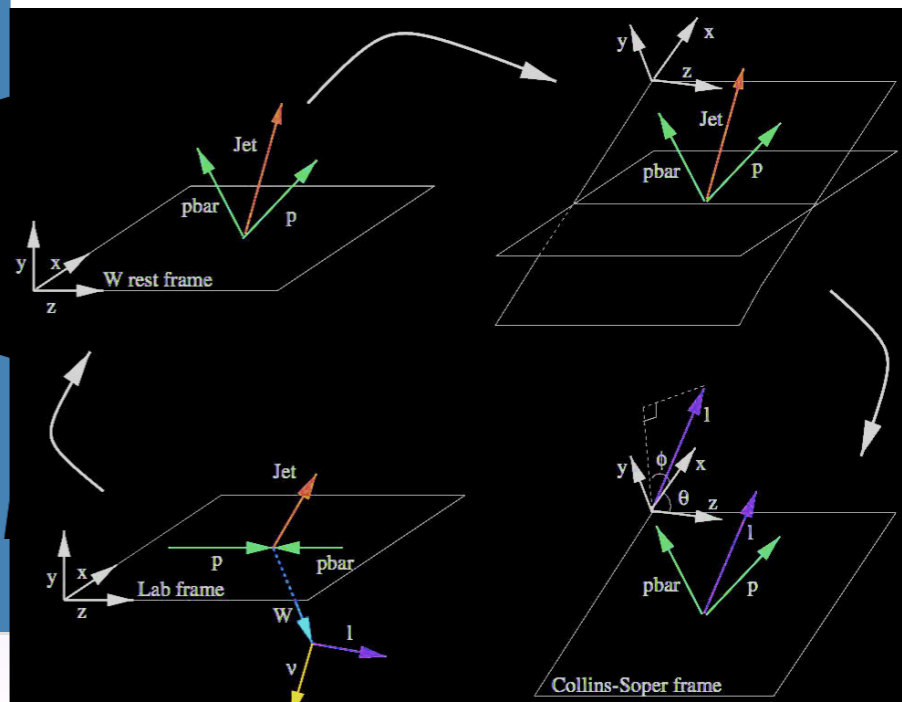 y
x
z
Jet
pbar
p
W rest frame
y
x
z
Jet
pbar
p
y
x
z
Lab frame
Jet
p
pbar
W
l
ν
y
x
z
ϕ
θ
l
l
pbar
p
Collins-Soper frame